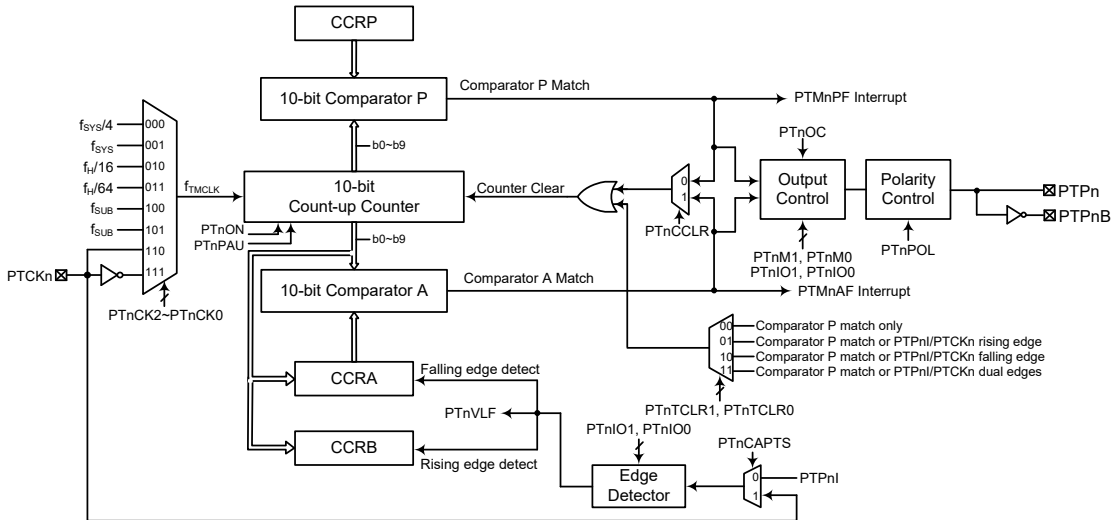 CCRP
10-bit Comparator P
Comparator P Match
PTMnPF Interrupt
b0~b9
fSYS/4
fSYS
fH/16
fH/64
fSUB
fSUB
000
001
010
011
100
101
110
111
fTMCLK
10-bit
Count-up Counter
Counter Clear
PTnON
PTnPAU
b0~b9
0
1
PTnCCLR
PTnOC
Output
Control
Polarity
Control
PTPn
PTPnB
PTnM1, PTnM0
PTnIO1, PTnIO0
PTnPOL
PTCKn
PTnCK2~PTnCK0
10-bit Comparator A
Comparator A Match
PTMnAF Interrupt
00
01
10
11
Comparator P match only
Comparator P match or PTPnI/PTCKn rising edge
Comparator P match or PTPnI/PTCKn falling edge
Comparator P match or PTPnI/PTCKn dual edges
PTnTCLR1, PTnTCLR0
CCRA
Falling edge detect
PTnVLF
CCRB
Rising edge detect
PTnIO1, PTnIO0
Edge
Detector
PTnCAPTS
0
1
PTPnI